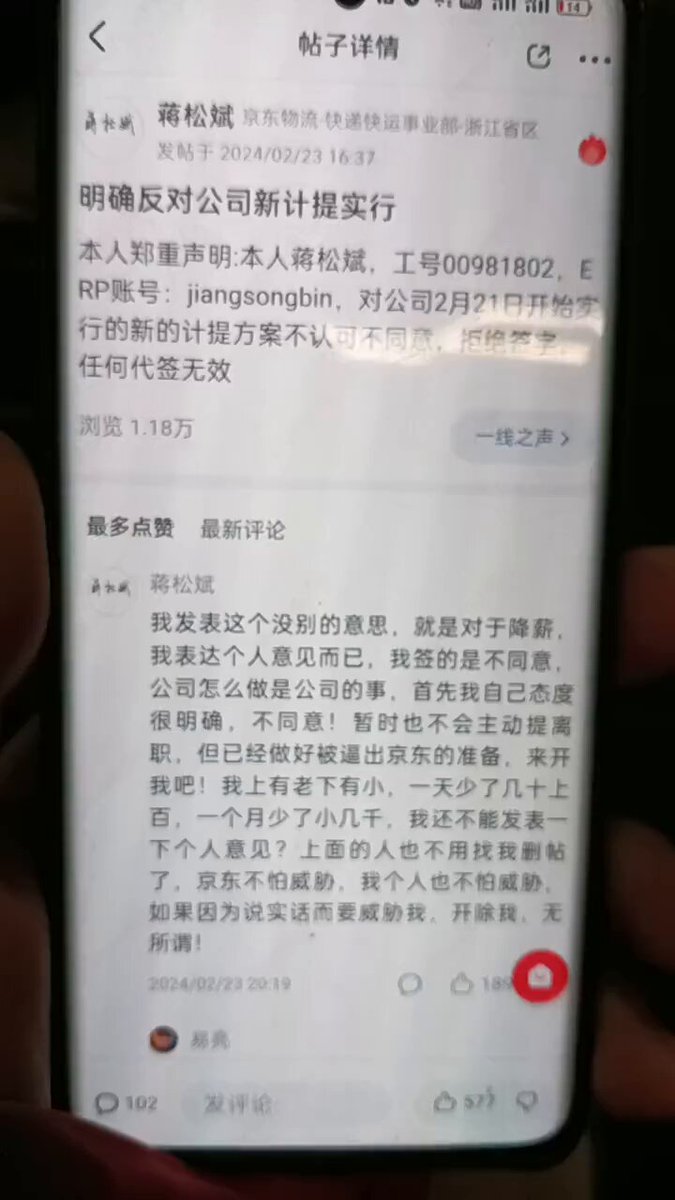 14
帖子详情
蒋松斌
蒋松斌 京东物流-快递快运事业部-浙江省区
发帖于 2024/02/23 16:37
明确反对公司新计提实行
本人郑重声明:本人蒋松斌，工号00981802，E
RP账号：jiangsongbin，对公司2月21日开始实
行的新的计提方案不认可不同意，拒绝签字，
任何代签无效
浏览 1.18万
一线之声
最多点赞 最新评论
蒋松斌
蒋松斌
我发表这个没别的意思，就是对于降薪，
我表达个人意见而已，我签的是不同意，
公司怎么做是公司的事，首先我自己态度
很明确，不同意！暂时也不会主动提离
职，但已经做好被逼出京东的准备，来开
我吧！我上有老下有小，一天少了几十上
百，一个月少了小几千，我还不能发表一
下个人意见？上面的人也不用找我删帖
了，京东不怕威胁，我个人也不怕威胁，
如果因为说实话而要威胁我，开除我，无
所谓！
2024/02/23 20:19
189
易亮
102
发评论
577